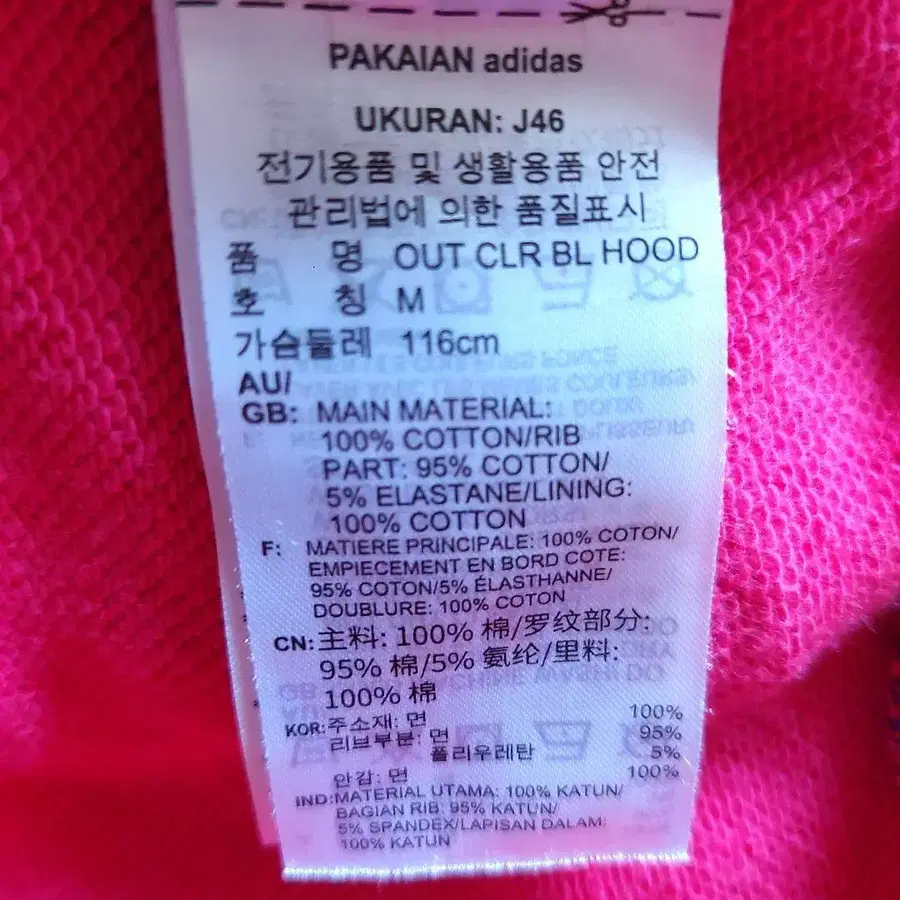 PAKAIAN adidas
UKURAN: J46
전기용품 및 생활용품 안전
관리법에 의한 품질표시
품 명 OUT CLR BL HOOD
호 칭 M
가슴둘레 116cm
AU/
GB: MAIN MATERIAL:
100% COTTON/RIB
PART: 95% COTTON/
5% ELASTANE/LINING:
100% COTTON
F: MATIERE PRINCIPALE: 100% COTON/
EMPIECEMENT EN BORD COTE:
95% COTON/5% ÉLASTHANNE/
DOUBLURE: 100% COTON
CN: 主料: 100% 棉/罗纹部分:
95% 棉/5% 氨纶/里料:
100% 棉
KOR: 주소재: 면 100%
리브부분: 면 95%
폴리우레탄 5%
안감: 면 100%
IND: MATERIAL UTAMA: 100% KATUN/
BAGIAN RIB: 95% KATUN/
5% SPANDEX/LAPISAN DALAM:
100% KATUN